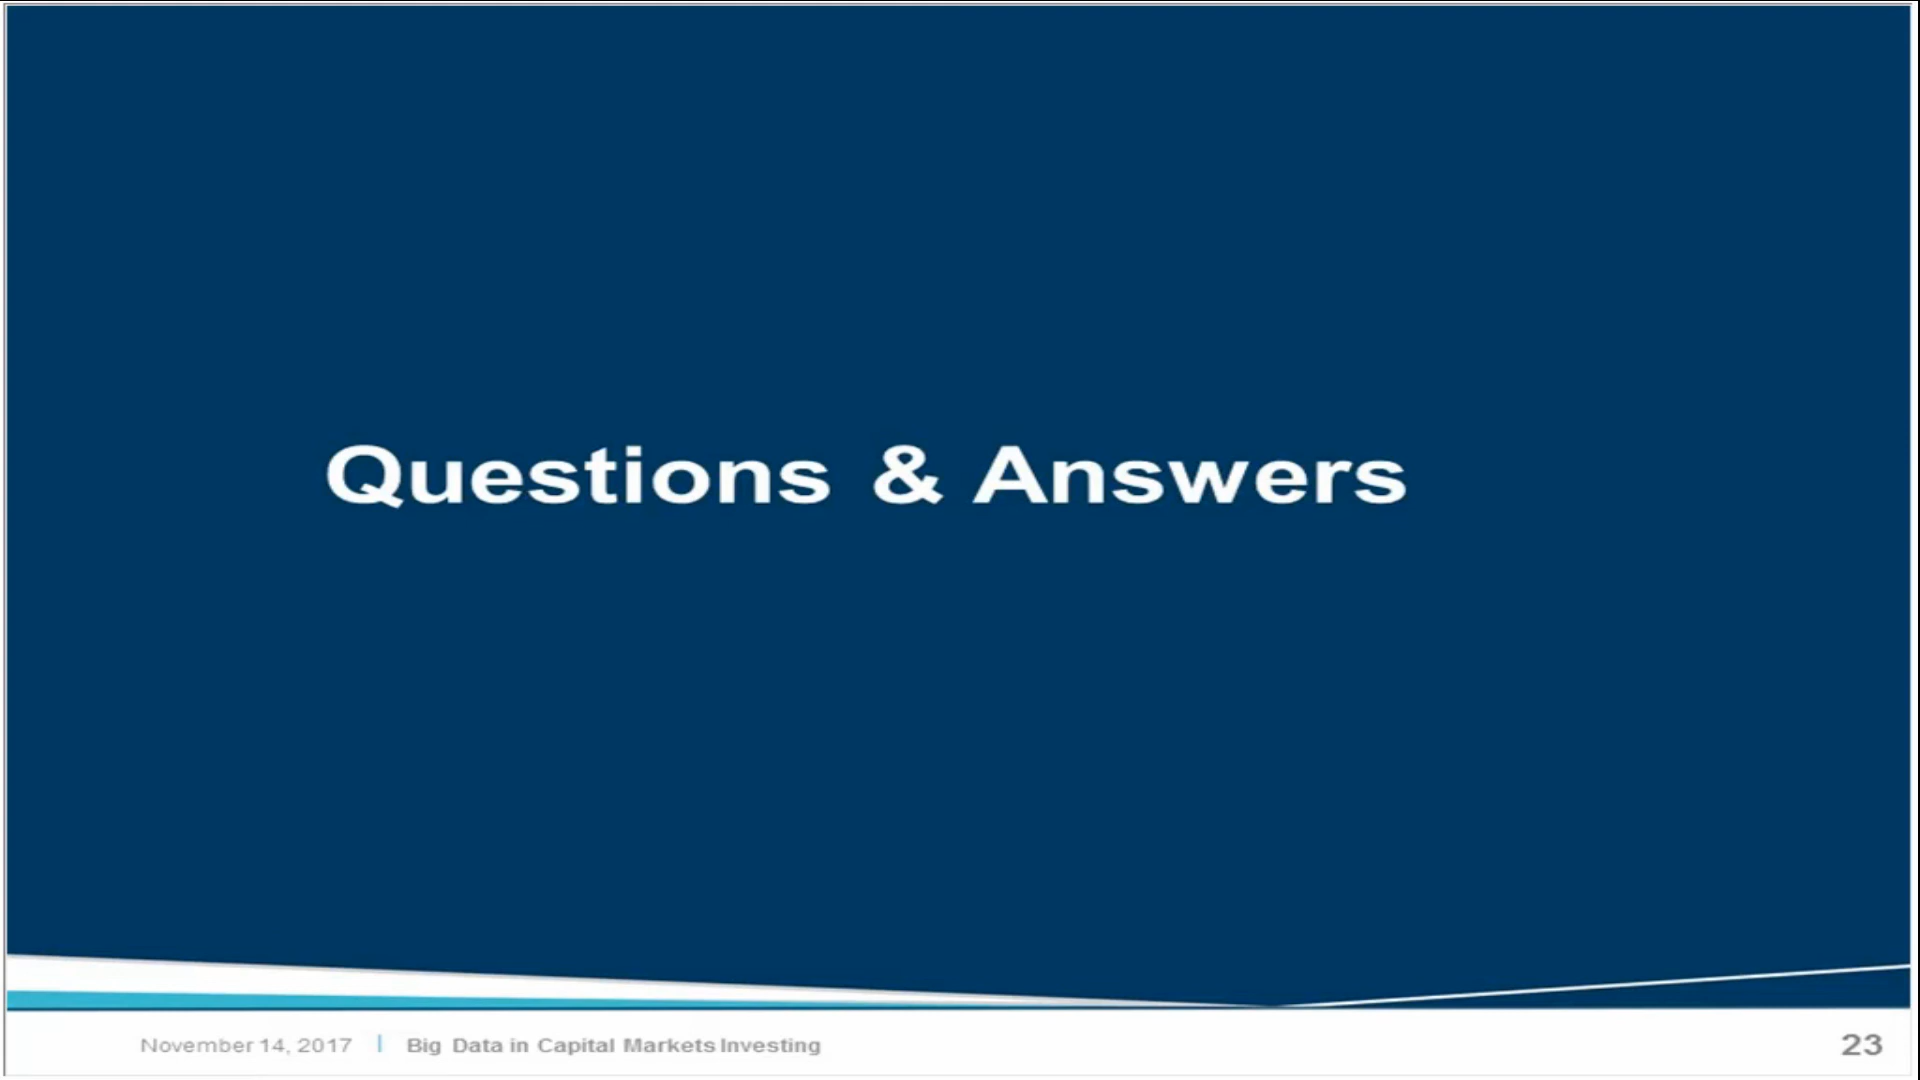 Questions & Answers
November 14, 2017 | Big Data in Capital Markets Investing
23